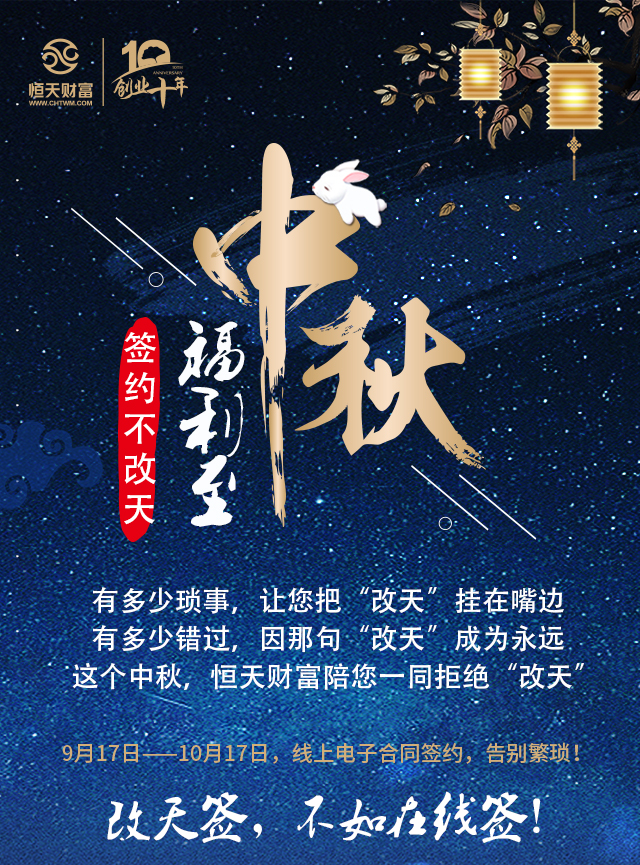 恒天财富
WWW.CHTWM.COM
10
ANNIVERSARY
创业十年
中秋
福利至
签约不改天
有多少琐事，让您把“改天”挂在嘴边
有多少错过，因那句“改天”成为永远
这个中秋，恒天财富陪您一同拒绝“改天”
9月17日——10月17日，线上电子合同签约，告别繁琐！
改天签，不如在线签！